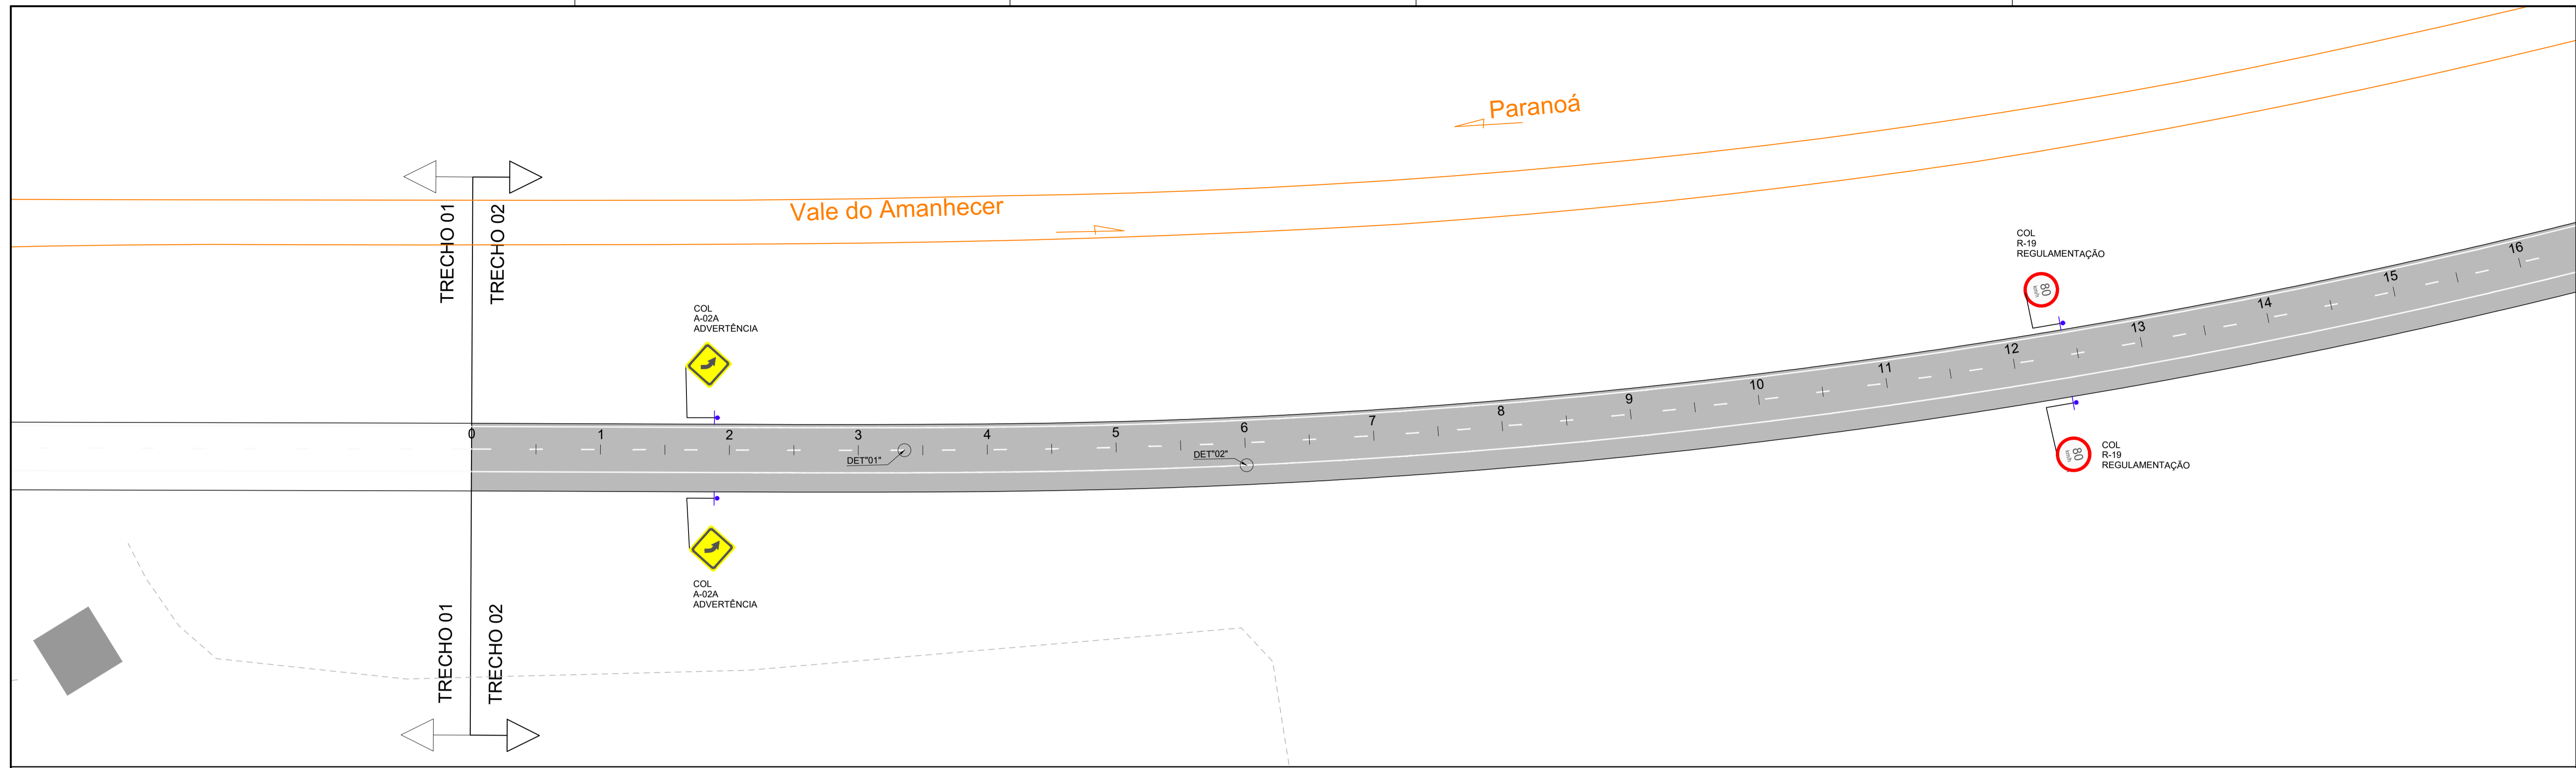 Paranoá
Vale do Amanhecer
TRECHO 01
TRECHO 02
COL
R-19
REGULAMENTAÇÃO
80
km/h
COL
A-02A
ADVERTÊNCIA
0
1
2
3
4
5
6
7
8
9
10
11
12
13
14
15
16
DET"01"
DET"02"
COL
R-19
REGULAMENTAÇÃO
80
km/h
COL
A-02A
ADVERTÊNCIA
TRECHO 01
TRECHO 02